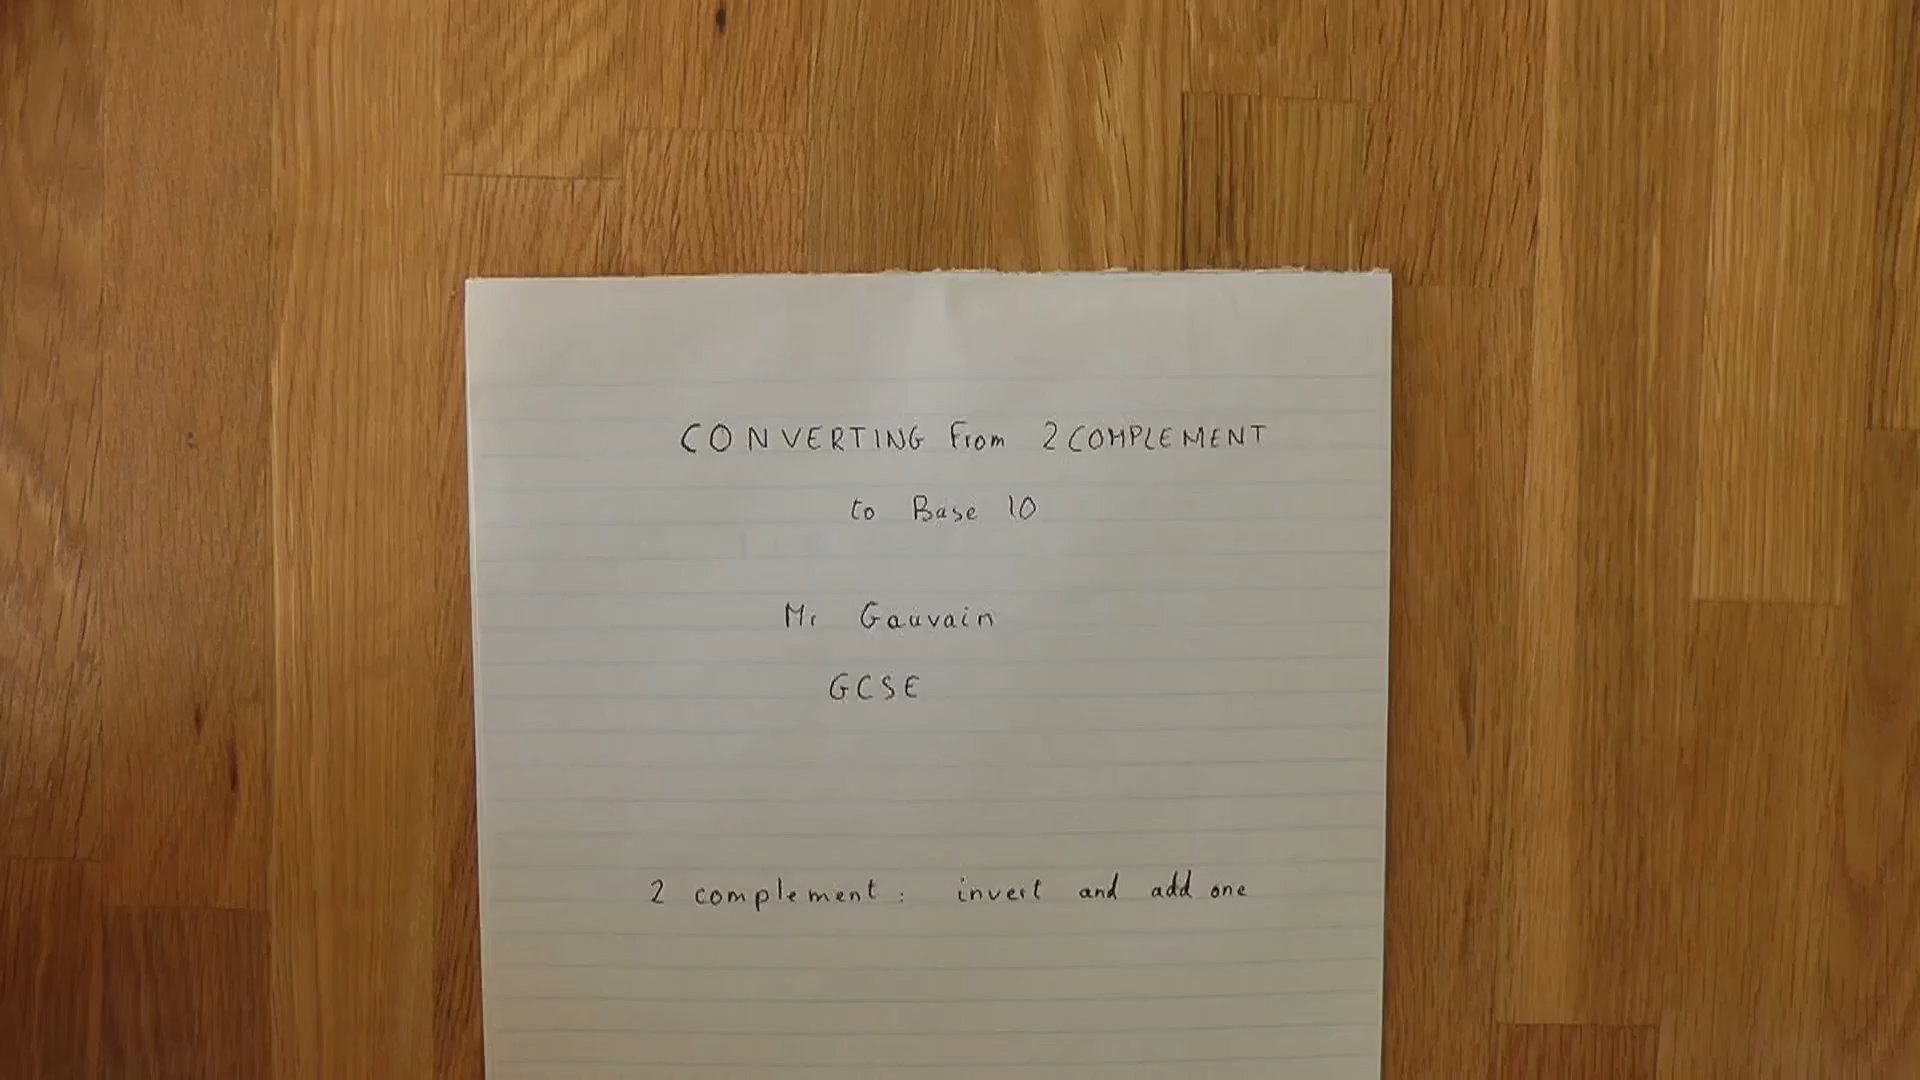 CONVERTING From 2COMPLEMENT
to Base 10
Mr Gauvain
GCSE
2 complement : invert and add one